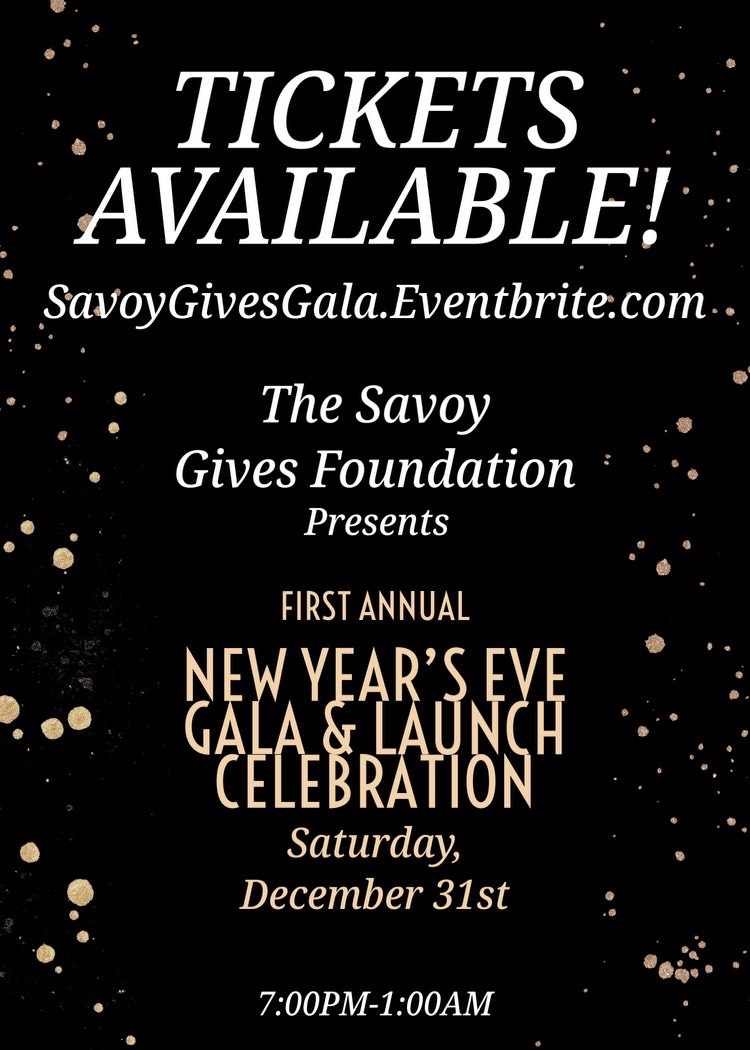 TICKETS
AVAILABLE!
SavoyGivesGala.Eventbrite.com
The Savoy
Gives Foundation
Presents
FIRST ANNUAL
NEW YEAR’S EVE
GALA & LAUNCH
CELEBRATION
Saturday,
December 31st
7:00PM-1:00AM